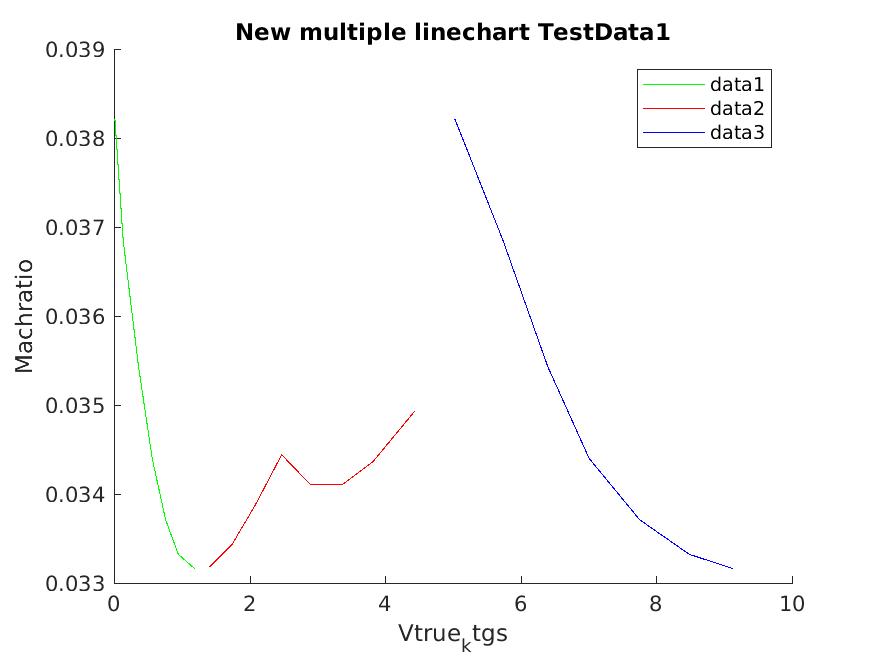 New multiple linechart TestData1
data1
data2
data3
0.039
0.038
0.037
0.036
0.035
0.034
0.033
Machratio
0 2 4 6 8 10
Vtrue_ktgs